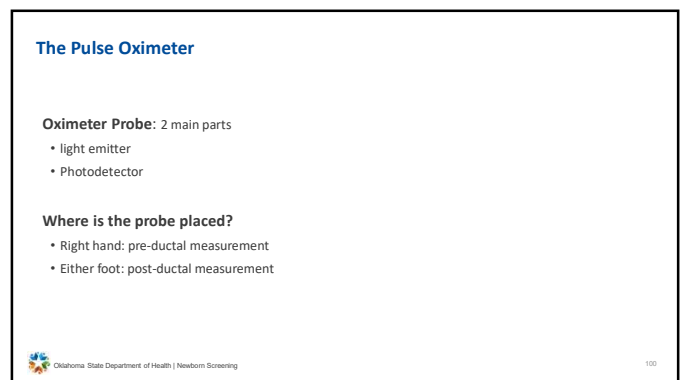 The Pulse Oximeter
Oximeter Probe: 2 main parts
• light emitter
• Photodetector
Where is the probe placed?
• Right hand: pre-ductal measurement
• Either foot: post-ductal measurement
Oklahoma State Department of Health | Newborn Screening
100